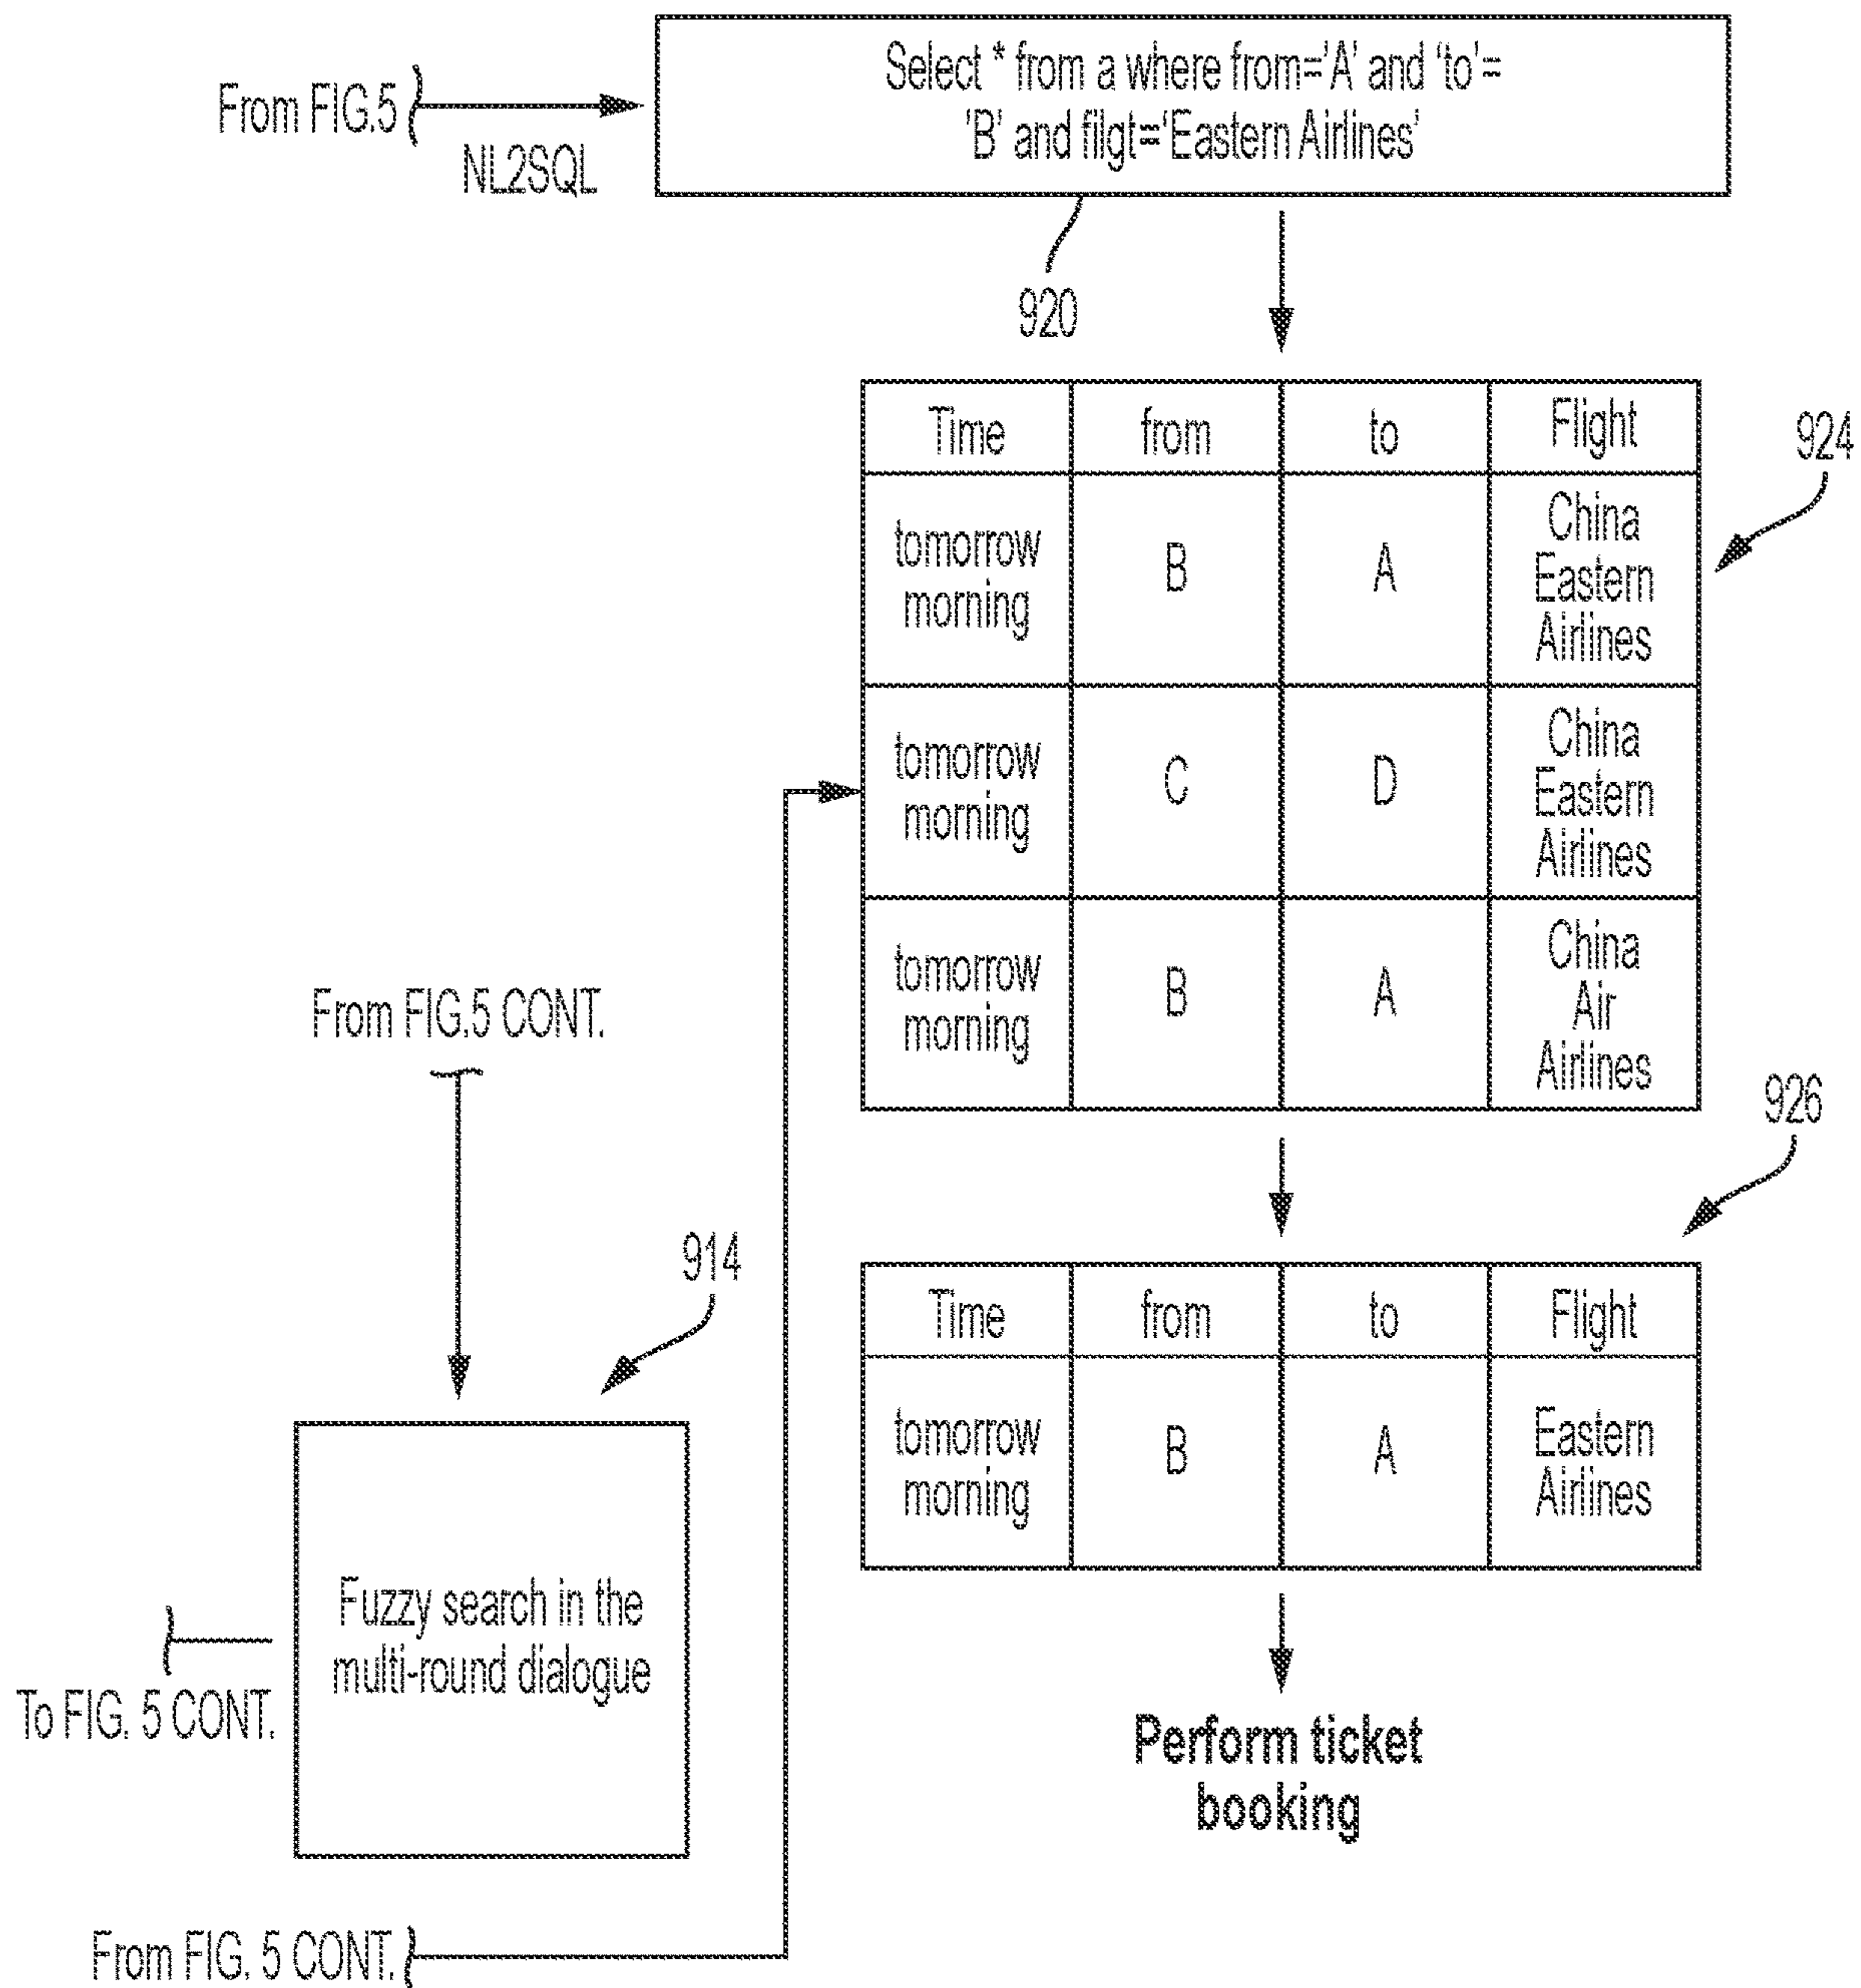 Select * from a where from='A' and 'to'=
'B' and filgt='Eastern Airlines'
From FIG.5
NL2SQL
920
Time from to Flight
924
tomorrow
morning
B
A
China
Eastern
Airlines
tomorrow
morning
C
D
China
Eastern
Airlines
tomorrow
morning
B
A
China
Air
Airlines
From FIG.5 CONT.
926
914
Time from to Flight
tomorrow
morning
B
A
Eastern
Airlines
Fuzzy search in the
multi-round dialogue
To FIG. 5 CONT.
Perform ticket
booking
From FIG. 5 CONT.